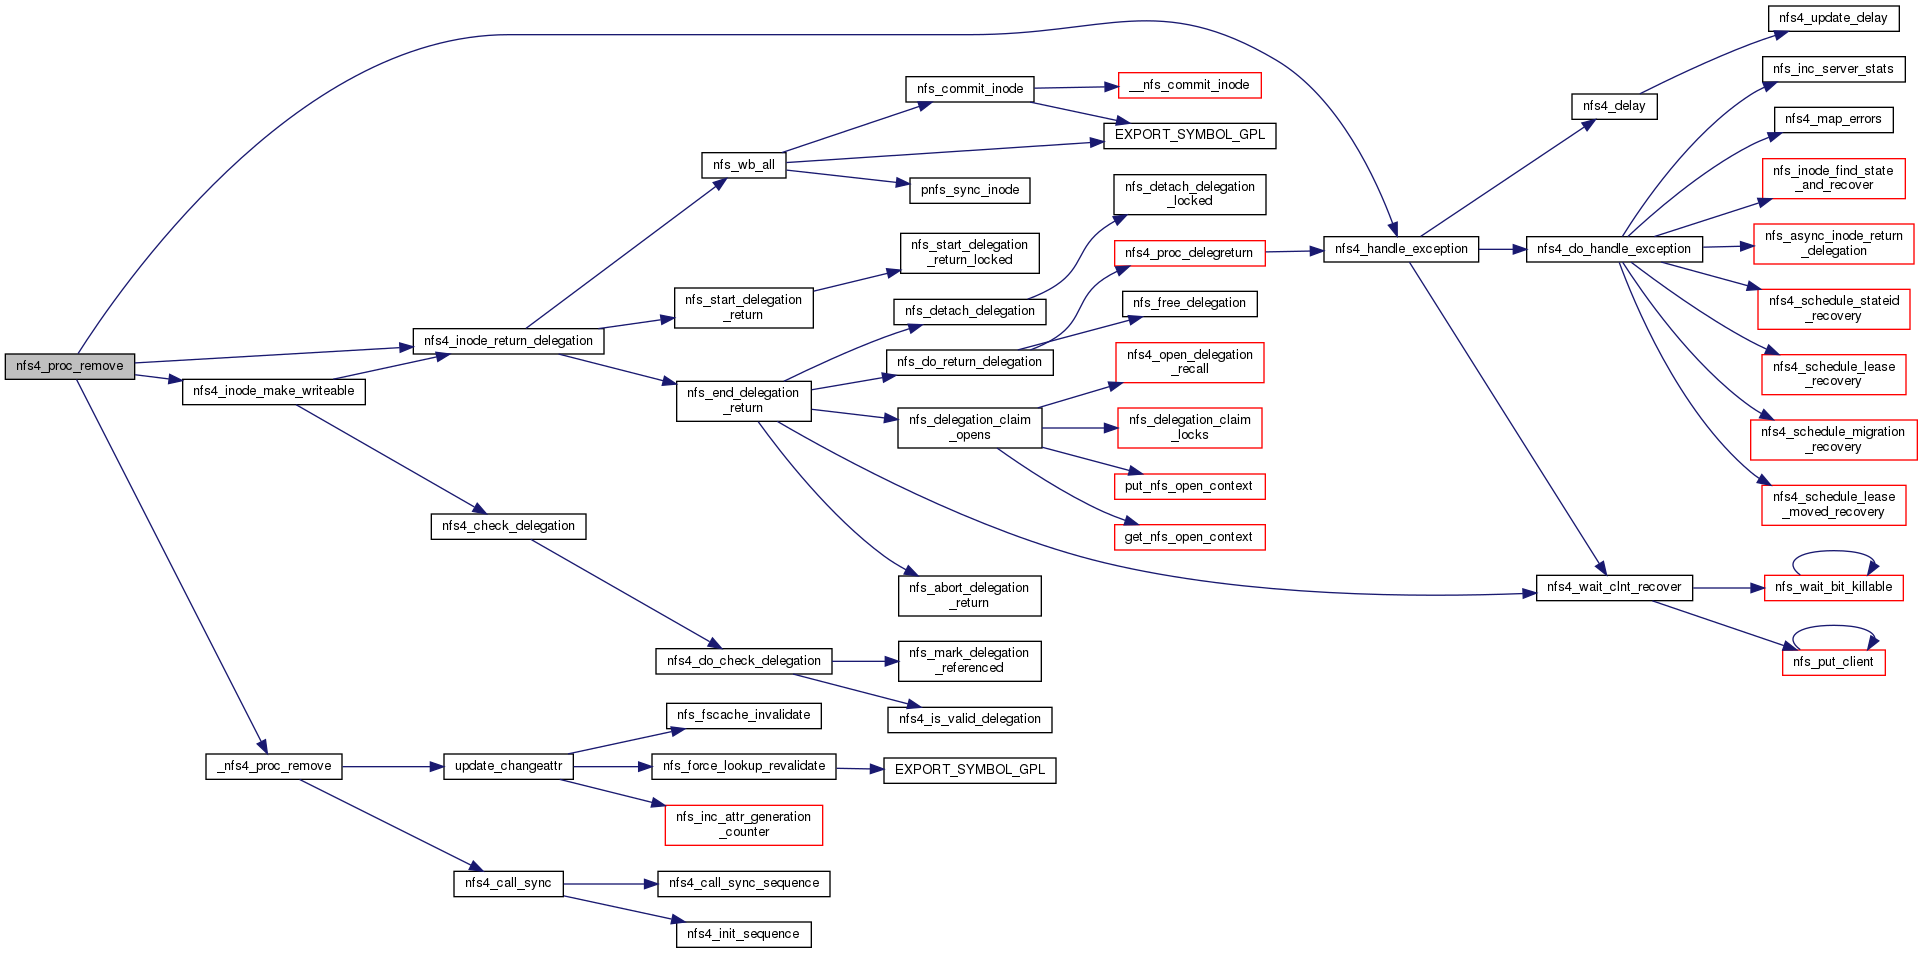 nfs4_proc_remove
nfs4_inode_make_writeable
_nfs4_proc_remove
nfs4_inode_return_delegation
nfs4_check_delegation
update_changeattr
nfs4_call_sync
nfs_wb_all
nfs_start_delegation
_return
nfs_end_delegation
_return
nfs4_do_check_delegation
nfs_fscache_invalidate
nfs_force_lookup_revalidate
nfs_inc_attr_generation
_counter
nfs4_call_sync_sequence
nfs4_init_sequence
nfs_commit_inode
pnfs_sync_inode
nfs_start_delegation
_return_locked
nfs_detach_delegation
nfs_do_return_delegation
nfs_delegation_claim
_opens
nfs_abort_delegation
_return
nfs_mark_delegation
_referenced
nfs4_is_valid_delegation
EXPORT_SYMBOL_GPL
__nfs_commit_inode
EXPORT_SYMBOL_GPL
nfs_detach_delegation
_locked
nfs4_proc_delegreturn
nfs_free_delegation
nfs4_open_delegation
_recall
nfs_delegation_claim
_locks
put_nfs_open_context
get_nfs_open_context
nfs4_handle_exception
nfs4_delay
nfs4_do_handle_exception
nfs4_wait_clnt_recover
nfs4_update_delay
nfs_inc_server_stats
nfs4_map_errors
nfs_inode_find_state
_and_recover
nfs_async_inode_return
_delegation
nfs4_schedule_stateid
_recovery
nfs4_schedule_lease
_recovery
nfs4_schedule_migration
_recovery
nfs4_schedule_lease
_moved_recovery
nfs_wait_bit_killable
nfs_put_client